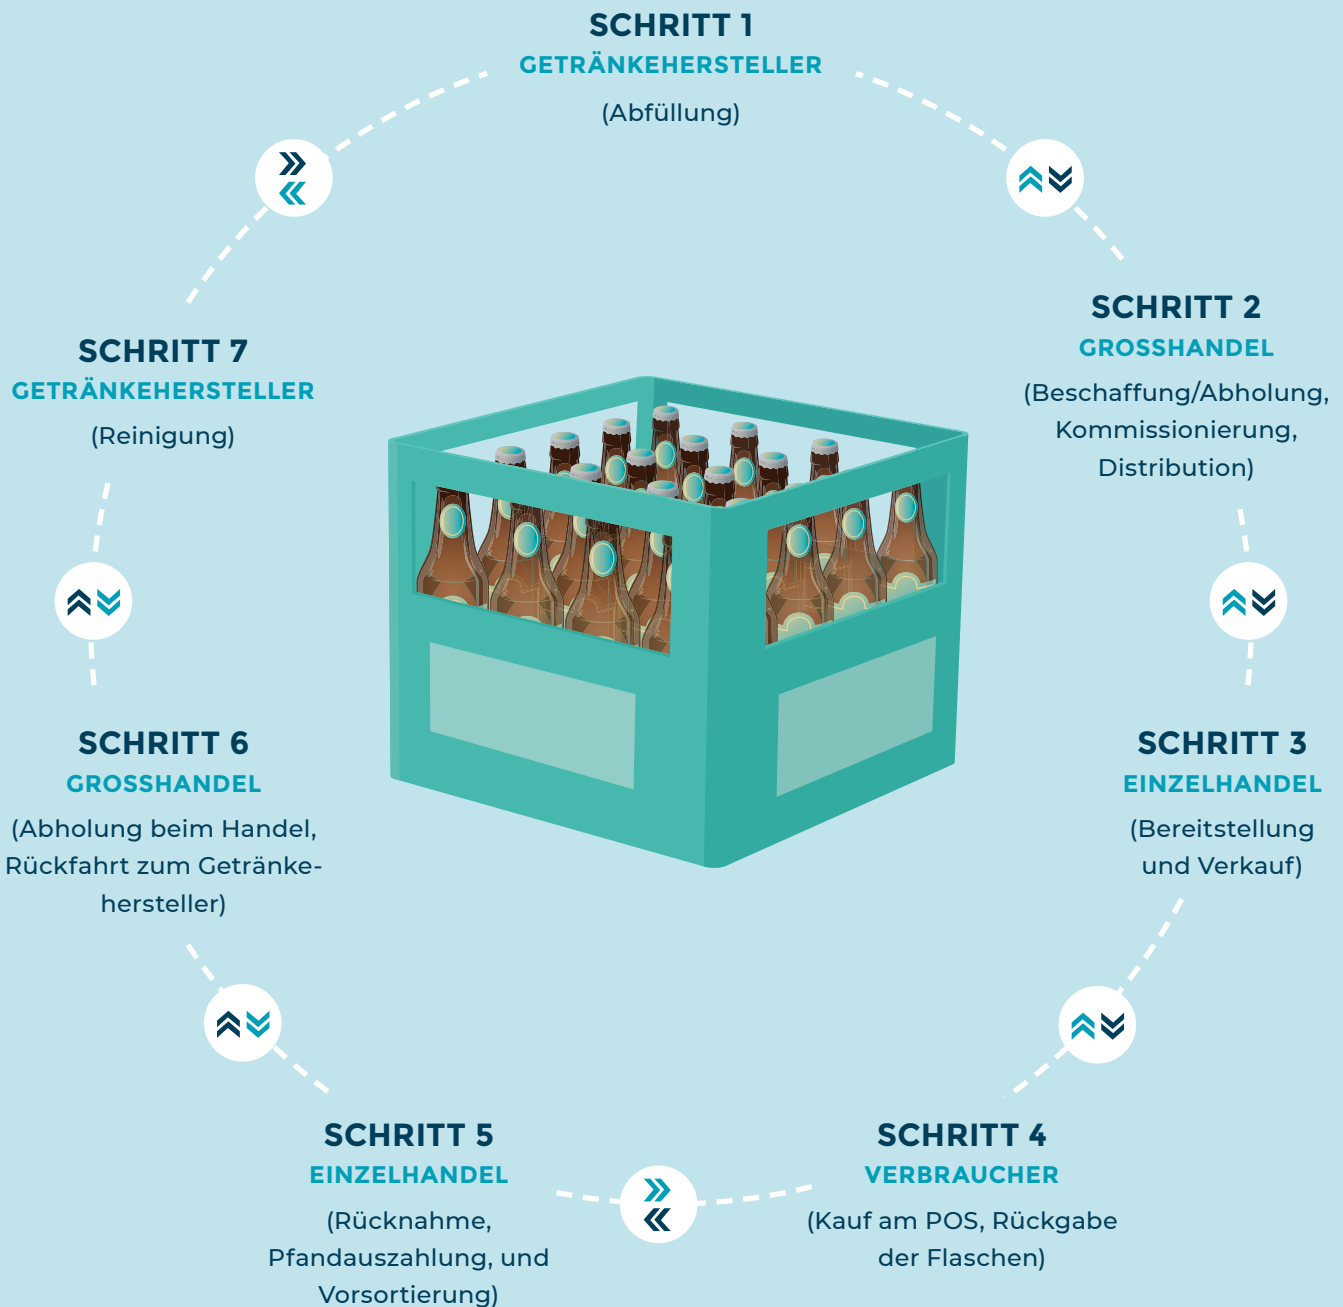 SCHRITT 1
GETRÄNKEHERSTELLER
(Abfüllung)
SCHRITT 2
GROSSHANDEL
(Beschaffung/Abholung,
Kommissionierung,
Distribution)
SCHRITT 3
EINZELHANDEL
(Bereitstellung
und Verkauf)
SCHRITT 4
VERBRAUCHER
(Kauf am POS, Rückgabe
der Flaschen)
SCHRITT 5
EINZELHANDEL
(Rücknahme,
Pfandauszahlung, und
Vorsortierung)
SCHRITT 6
GROSSHANDEL
(Abholung beim Handel,
Rückfahrt zum Getränke-
hersteller)
SCHRITT 7
GETRÄNKEHERSTELLER
(Reinigung)